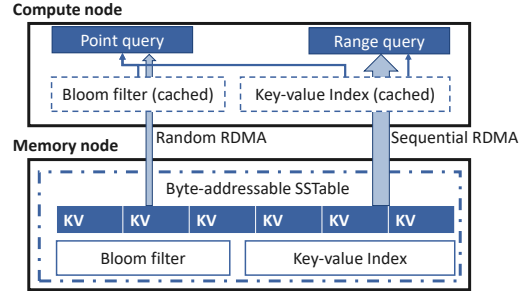 Compute node
Point query
Range query
Bloom filter (cached)
Key-value Index (cached)
Random RDMA
Sequential RDMA
Memory node
Byte-addressable SSTable
KV KV KV KV KV KV
Bloom filter
Key-value Index